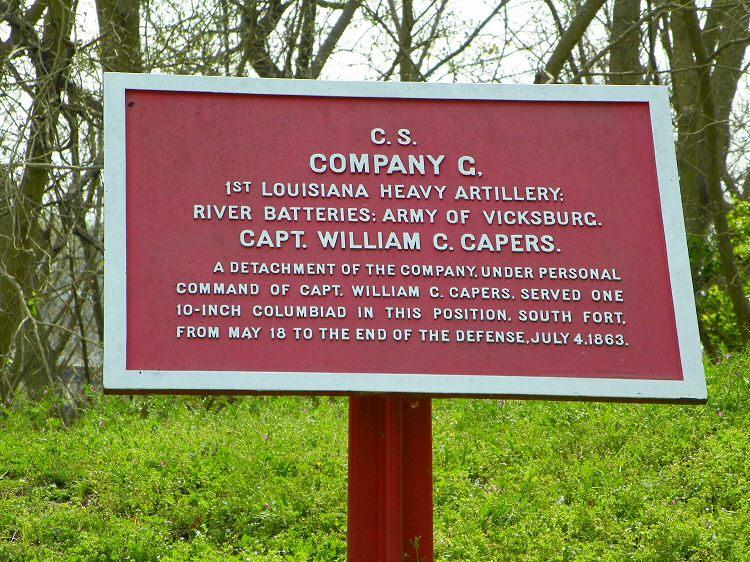 C. S.
COMPANY G,
1ST LOUISIANA HEAVY ARTILLERY;
RIVER BATTERIES: ARMY OF VICKSBURG.
CAPT. WILLIAM C. CAPERS.
A DETACHMENT OF THE COMPANY, UNDER PERSONAL
COMMAND OF CAPT. WILLIAM C. CAPERS, SERVED ONE
10-INCH COLUMBIAD IN THIS POSITION, SOUTH FORT,
FROM MAY 18 TO THE END OF THE DEFENSE, JULY 4, 1863.